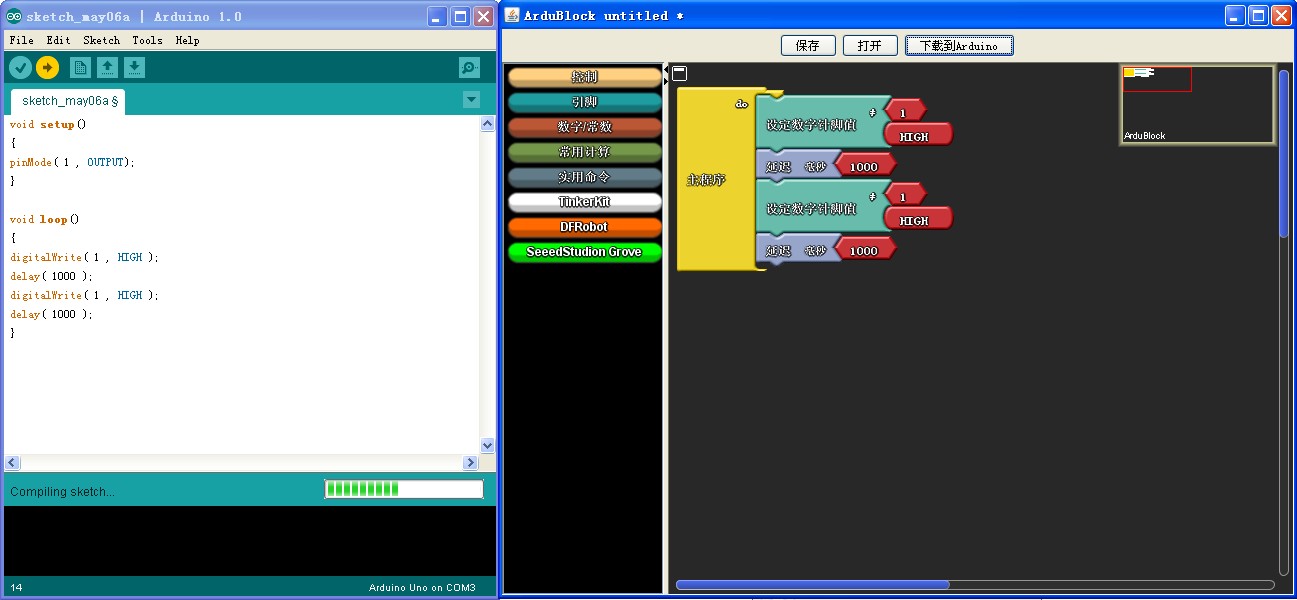 sketch_may06a | Arduino 1.0
File Edit Sketch Tools Help
sketch_may06a §
void setup()
{
pinMode( 1 , OUTPUT);
}
void loop()
{
digitalWrite( 1 , HIGH );
delay( 1000 );
digitalWrite( 1 , HIGH );
delay( 1000 );
}
Compiling sketch...
14
Arduino Uno on COM3
ArduBlock untitled *
保存 打开 下载到Arduino
控制
引脚
数字/常数
常用计算
实用命令
TinkerKit
DFRobot
SeeedStudion Grove
主程序
do
设定数字针脚值 # 1
HIGH
延迟 毫秒 1000
设定数字针脚值 # 1
HIGH
延迟 毫秒 1000
ArduBlock